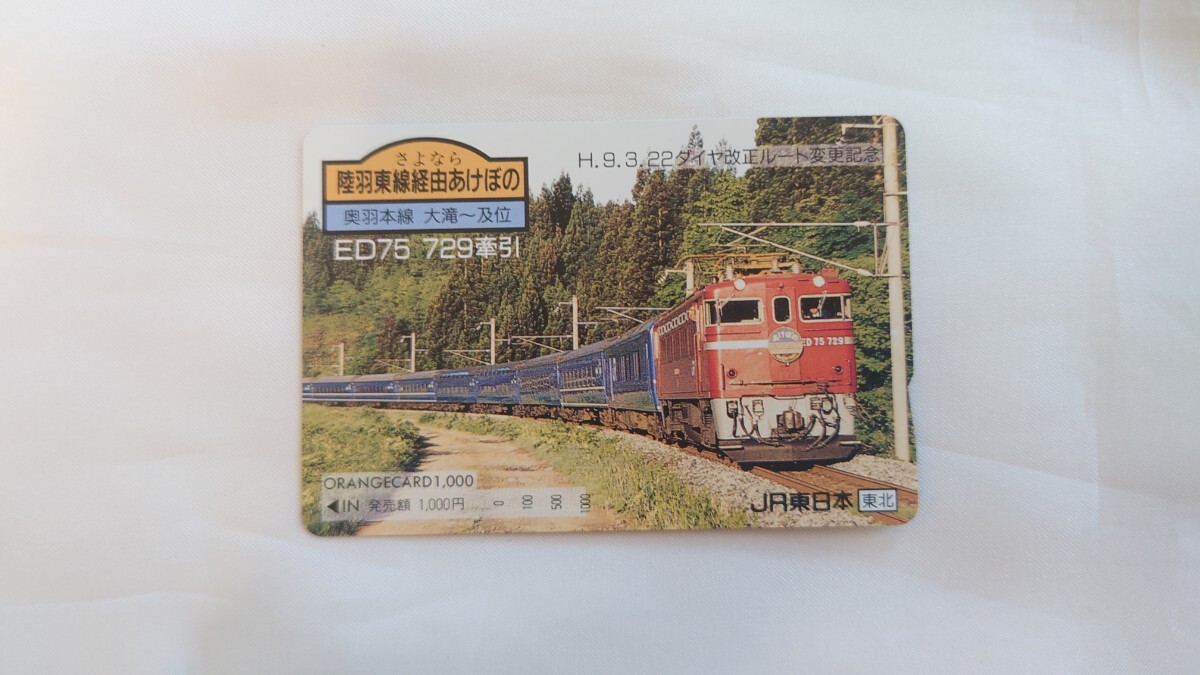 さよなら
陸羽東線経由あけぼの
奥羽本線 大滝～及位
ED75 729牽引
H.9.3.22ダイヤ改正ルート変更記念
ED 75 729
ORANGECARD1,000
◀IN 発売額 1,000円 0 100 500 1000
JR東日本 東北